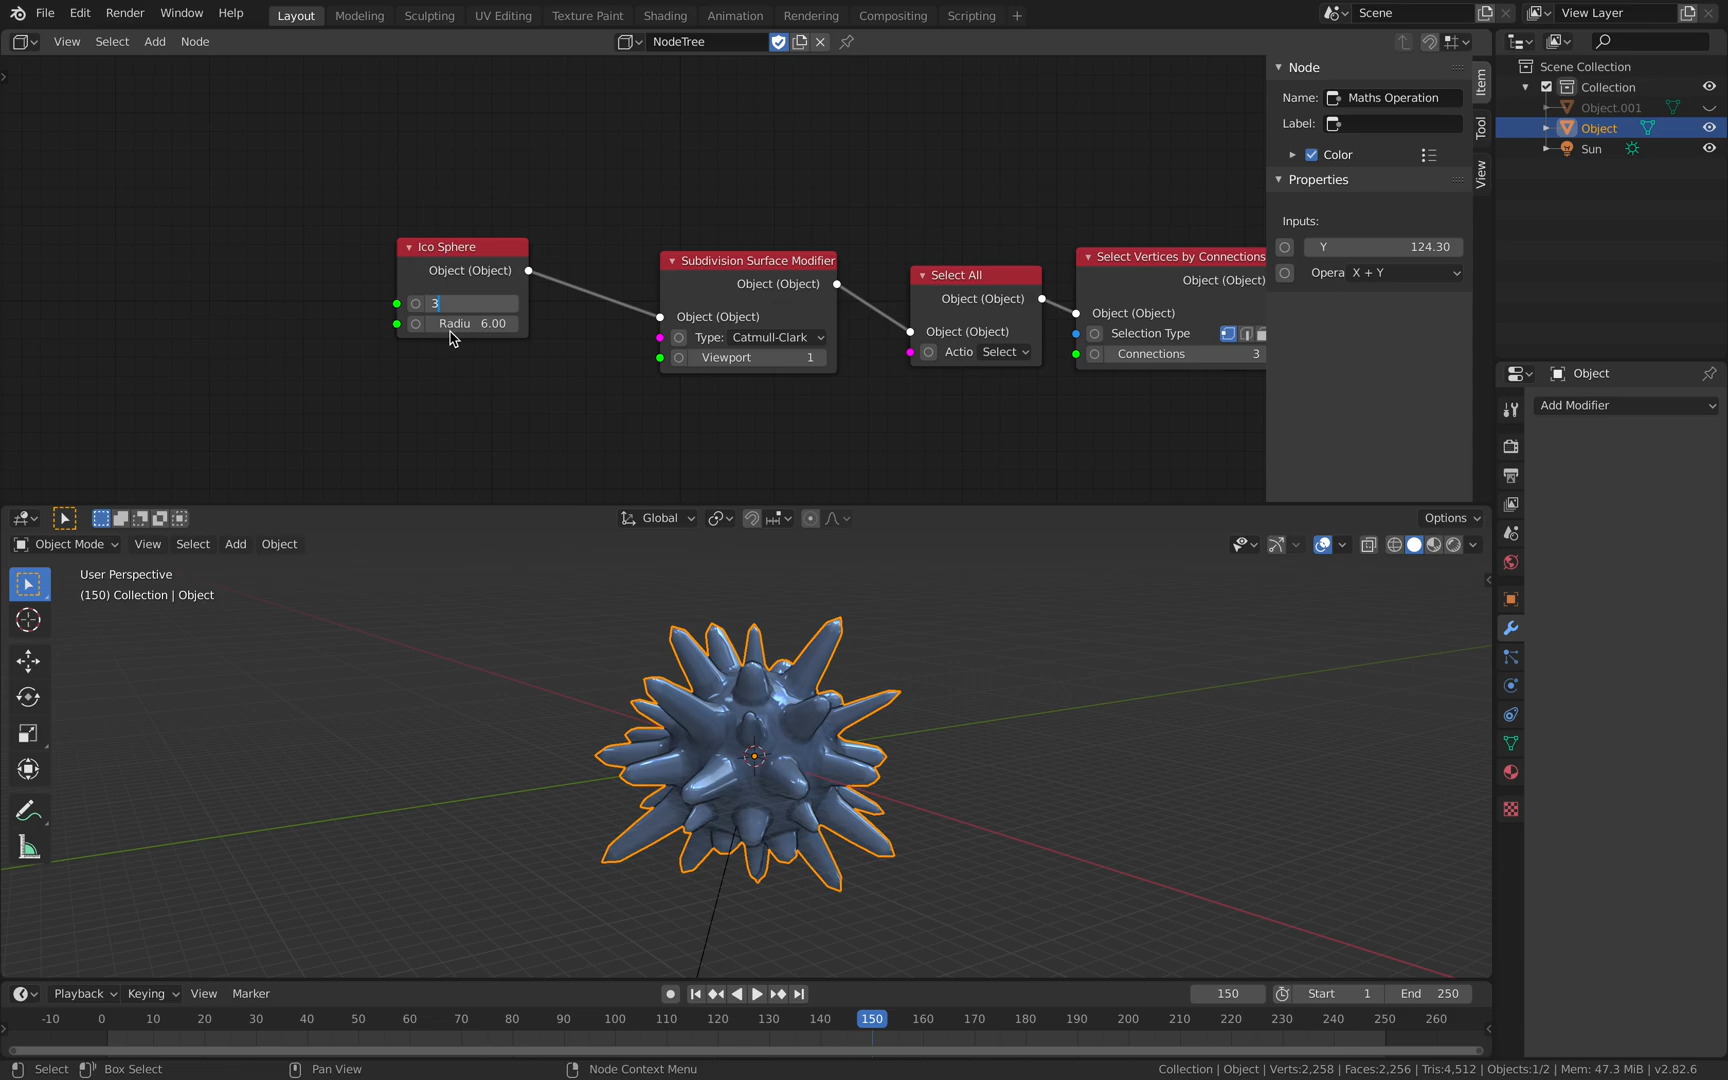 File Edit Render Window Help Layout Modeling Sculpting UV Editing Texture Paint Shading Animation Rendering Compositing Scripting + Scene View Layer
View Select Add Node NodeTree
Node
Name: Maths Operation
Label:
Color
Properties
Inputs:
Y 124.30
Opera X + Y
Item
Tool
View
Scene Collection
Collection
Object.001
Object
Sun
Ico Sphere
Object (Object)
3
Radiu 6.00
Subdivision Surface Modifier
Object (Object)
Object (Object)
Type: Catmull-Clark
Viewport 1
Select All
Object (Object)
Object (Object)
Actio Select
Select Vertices by Connections
Object (Object)
Object (Object)
Selection Type
Connections 3
Object
Add Modifier
Global Options
Object Mode View Select Add Object
User Perspective
(150) Collection | Object
Playback Keying View Marker 150 Start 1 End 250
-10 0 10 20 30 40 50 60 70 80 90 100 110 120 130 140 150 160 170 180 190 200 210 220 230 240 250 260
Select Box Select Pan View Node Context Menu Collection | Object | Verts:2,258 | Faces:2,256 | Tris:4,512 | Objects:1/2 | Mem: 47.3 MiB | v2.82.6